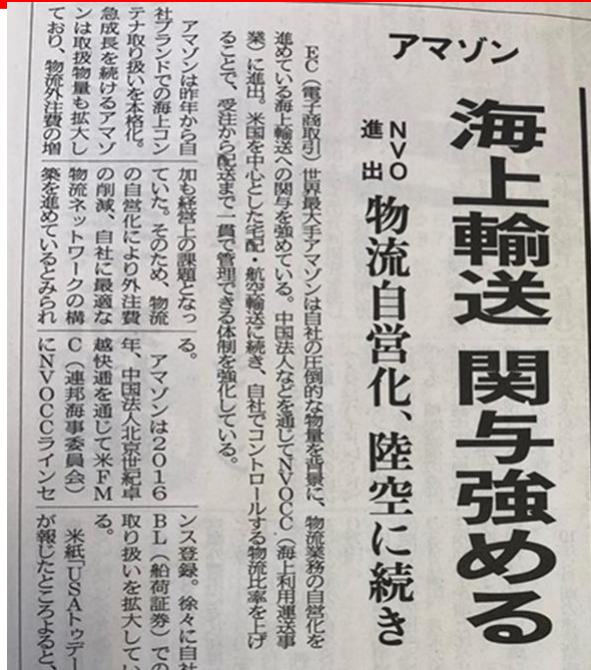 アマゾン
海上輸送 関与強める
NVO
進出
物流自営化、陸空に続き
EC（電子商取引）世界最大手アマゾンは自社の圧倒的な物量を背景に、物流業務の自営化を
進めている海上輸送への関与を強めている。中国法人などを通じてNVOCC（海上利用運送事
業）に進出。米国を中心とした宅配・航空輸送に続き、自社でコントロールする物流比率を上げ
ることで、受注から配送まで一貫で管理できる体制を強化している。
アマゾンは昨年から自
社ブランドでの海上コン
テナ取り扱いを本格化。
急成長を続けるアマゾ
ンは取扱物量も拡大し
ており、物流外注費の増
加も経営上の課題となっ
ていた。そのため、物流
の自営化により外注費
の削減、自社に最適な
物流ネットワークの構
築を進めているとみられ
る。
アマゾンは2016
年、中国法人北京世紀卓
越快通を通じて米FM
C（連邦海事委員会）
にNVOCCラインセ
ンス登録。徐々に自社
BL（船荷証券）での
取り扱いを拡大してい
る。
米紙「USAトゥデー
が報じたところよると、